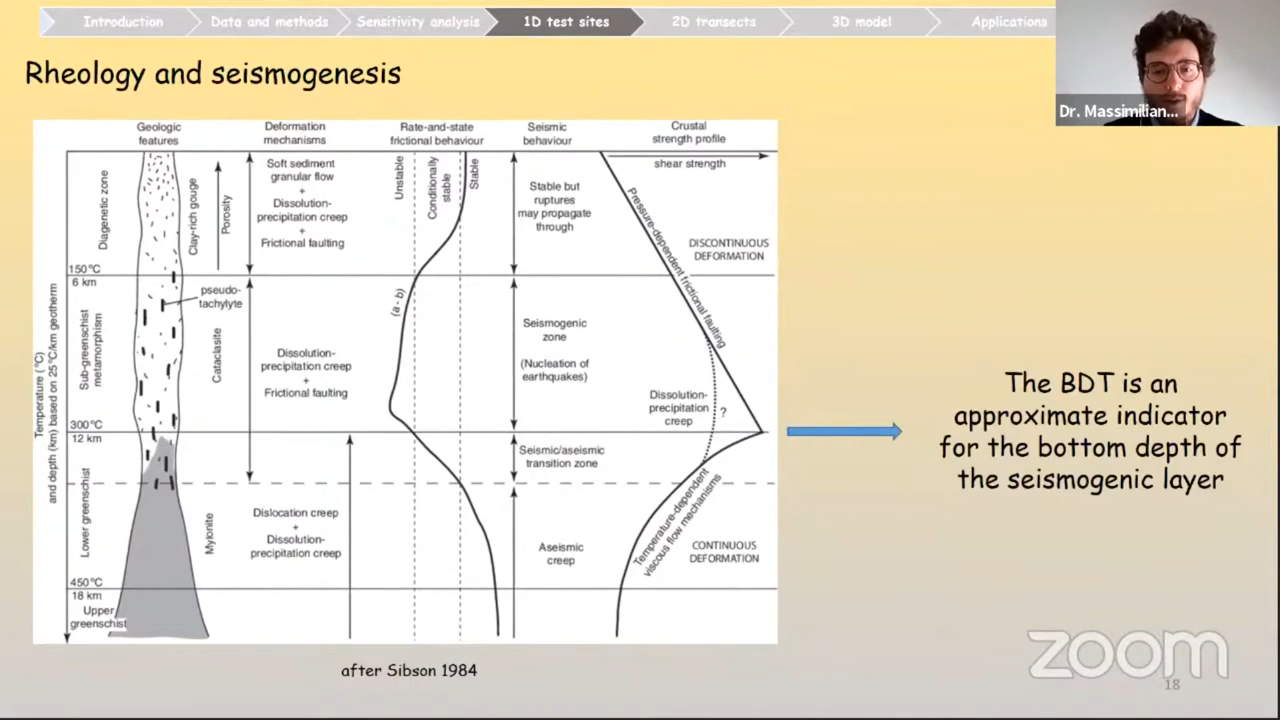 Introduction
Data and methods
Sensitivity analysis
1D test sites
2D transects
3D model
Applications
Dr. Massimilian...
Rheology and seismogenesis
Geologic
features
Deformation
mechanisms
Rate-and-state
frictional behaviour
Seismic
behaviour
Crustal
strength profile
shear strength
Diagenetic zone
Clay-rich gouge
Porosity
Soft sediment
granular flow
+
Dissolution-
precipitation creep
+
Frictional faulting
Unstable
Conditionally
stable
Stable
Stable but
ruptures
may propagate
through
Pressure-dependent frictional faulting
DISCONTINUOUS
DEFORMATION
150°C
6 km
Temperature (°C)
and depth (km) based on 25°C/km geotherm
Sub-greenschist
metamorphism
pseudo-
tachylyte
Cataclasite
Dissolution-
precipitation creep
+
Frictional faulting
(a - b)
Seismogenic
zone
(Nucleation of
earthquakes)
Dissolution-
precipitation
creep
?
300°C
12 km
Lower greenschist
Mylonite
Dislocation creep
+
Dissolution-
precipitation creep
Seismic/aseismic
transition zone
Aseismic
creep
Temperature-dependent
viscous flow mechanisms
CONTINUOUS
DEFORMATION
450°C
18 km
Upper
greenschist
The BDT is an
approximate indicator
for the bottom depth of
the seismogenic layer
after Sibson 1984
zoom
18